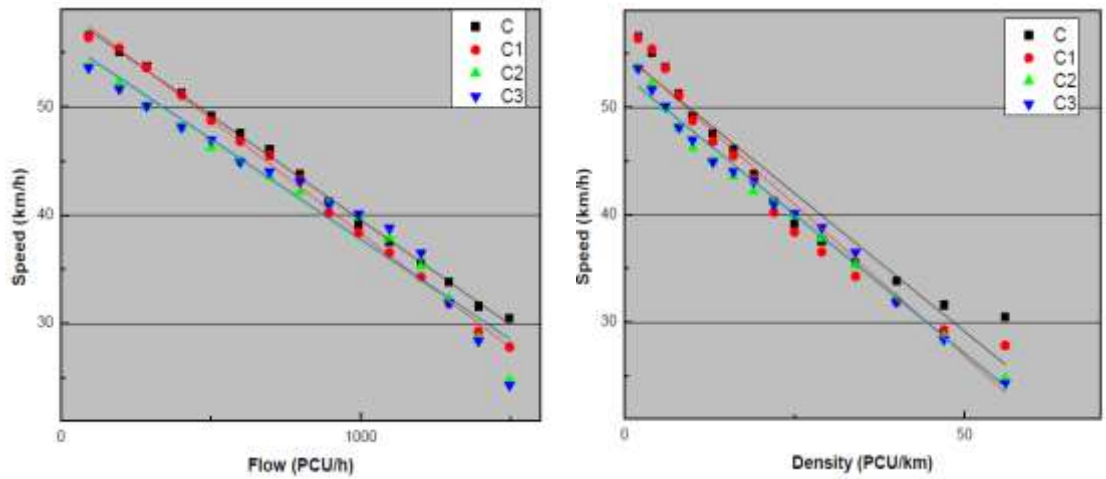 C
C1
C2
C3
50
40
30
Speed (km/h)
0
1000
Flow (PCU/h)
C
C1
C2
C3
50
40
30
Speed (km/h)
0
50
Density (PCU/km)